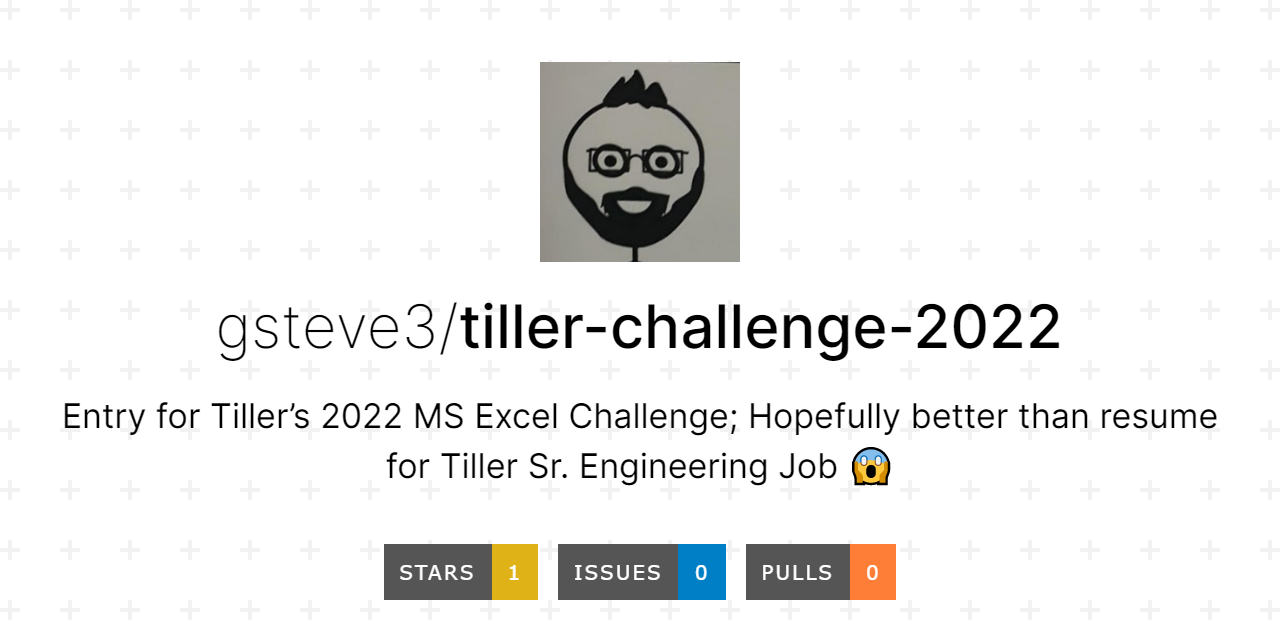 gsteve3/tiller-challenge-2022
Entry for Tiller’s 2022 MS Excel Challenge; Hopefully better than resume
for Tiller Sr. Engineering Job 😱
STARS 1 ISSUES 0 PULLS 0